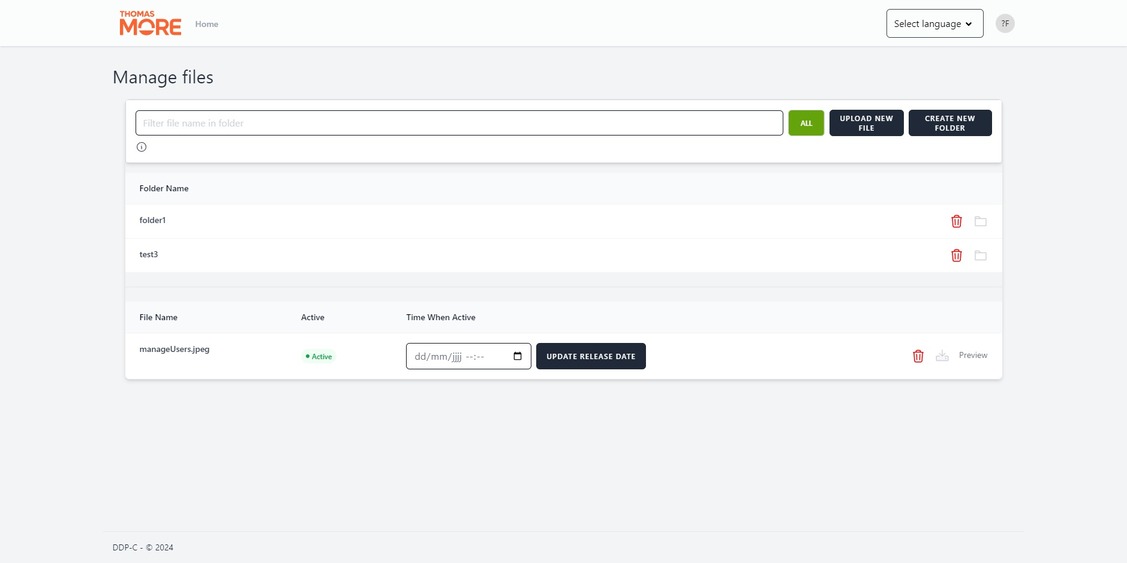 THOMAS
MORE
Home
Select language
?F
Manage files
Filter file name in folder
ALL
UPLOAD NEW
FILE
CREATE NEW
FOLDER
Folder Name
folder1
test3
File Name Active Time When Active
manageUsers.jpeg
Active
dd/mm/jjjj --:--
UPDATE RELEASE DATE
Preview
DDP-C - © 2024